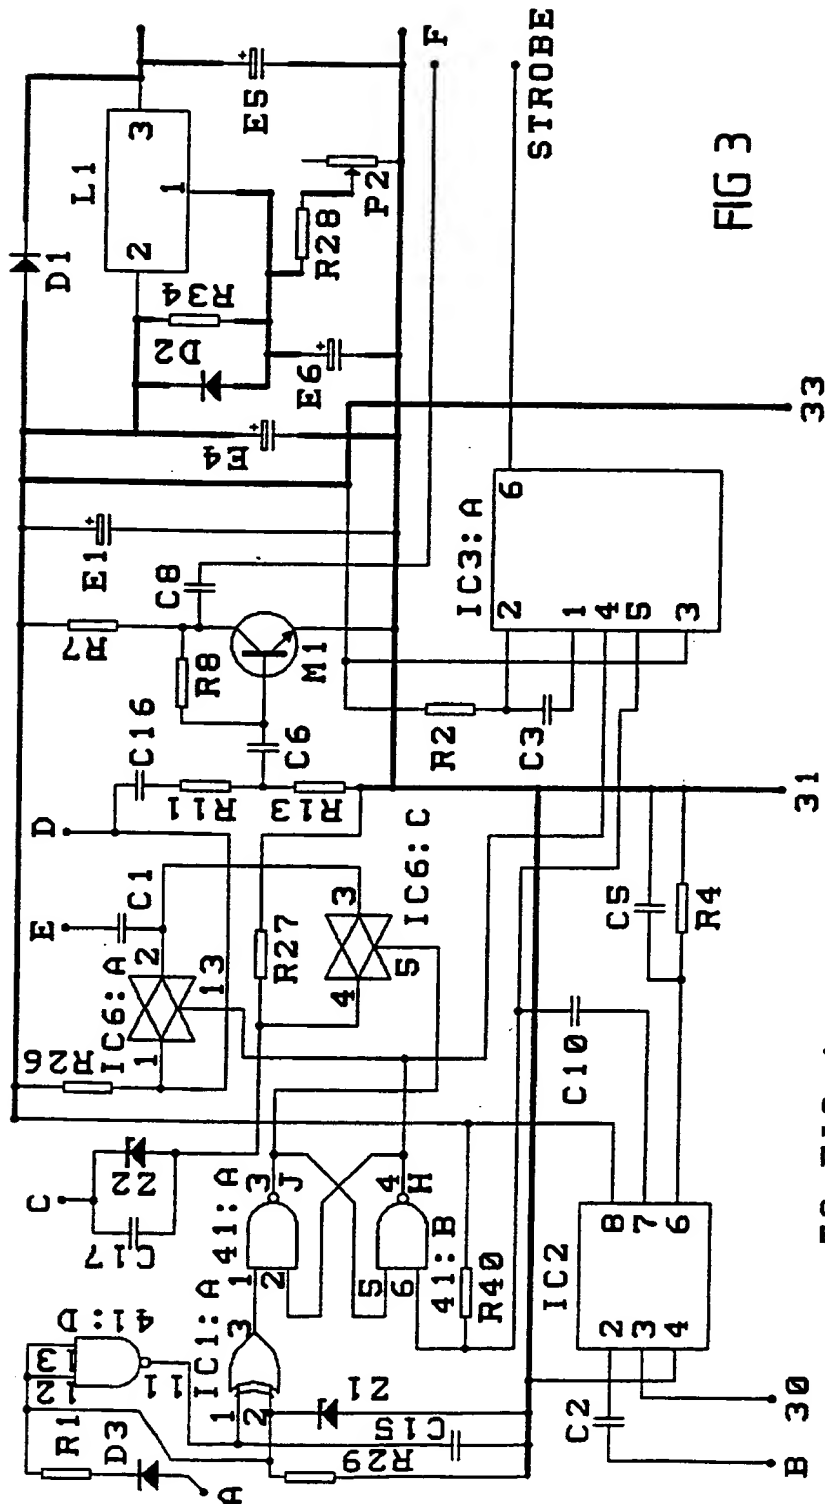 A
D3
R1
12
13
11
41:D
C
C17
Z2
R26
1
IC6:A
2
13
E
C1
D
C16
R11
R13
C6
R8
R7
M1
C8
E1
D1
E4
D2
R34
E6
2
L1
3
1
R28
P2
E5
F
STROBE
R29
C15
Z1
1
2
3
IC1:A
1
2
3
J
41:A
5
6
4
H
41:B
R40
R27
4
5
3
IC6:C
R2
C3
IC3:A
2
1
4
5
3
6
33
31
C5
R4
C10
IC2
2
3
4
8
7
6
C2
B
30
FIG 3